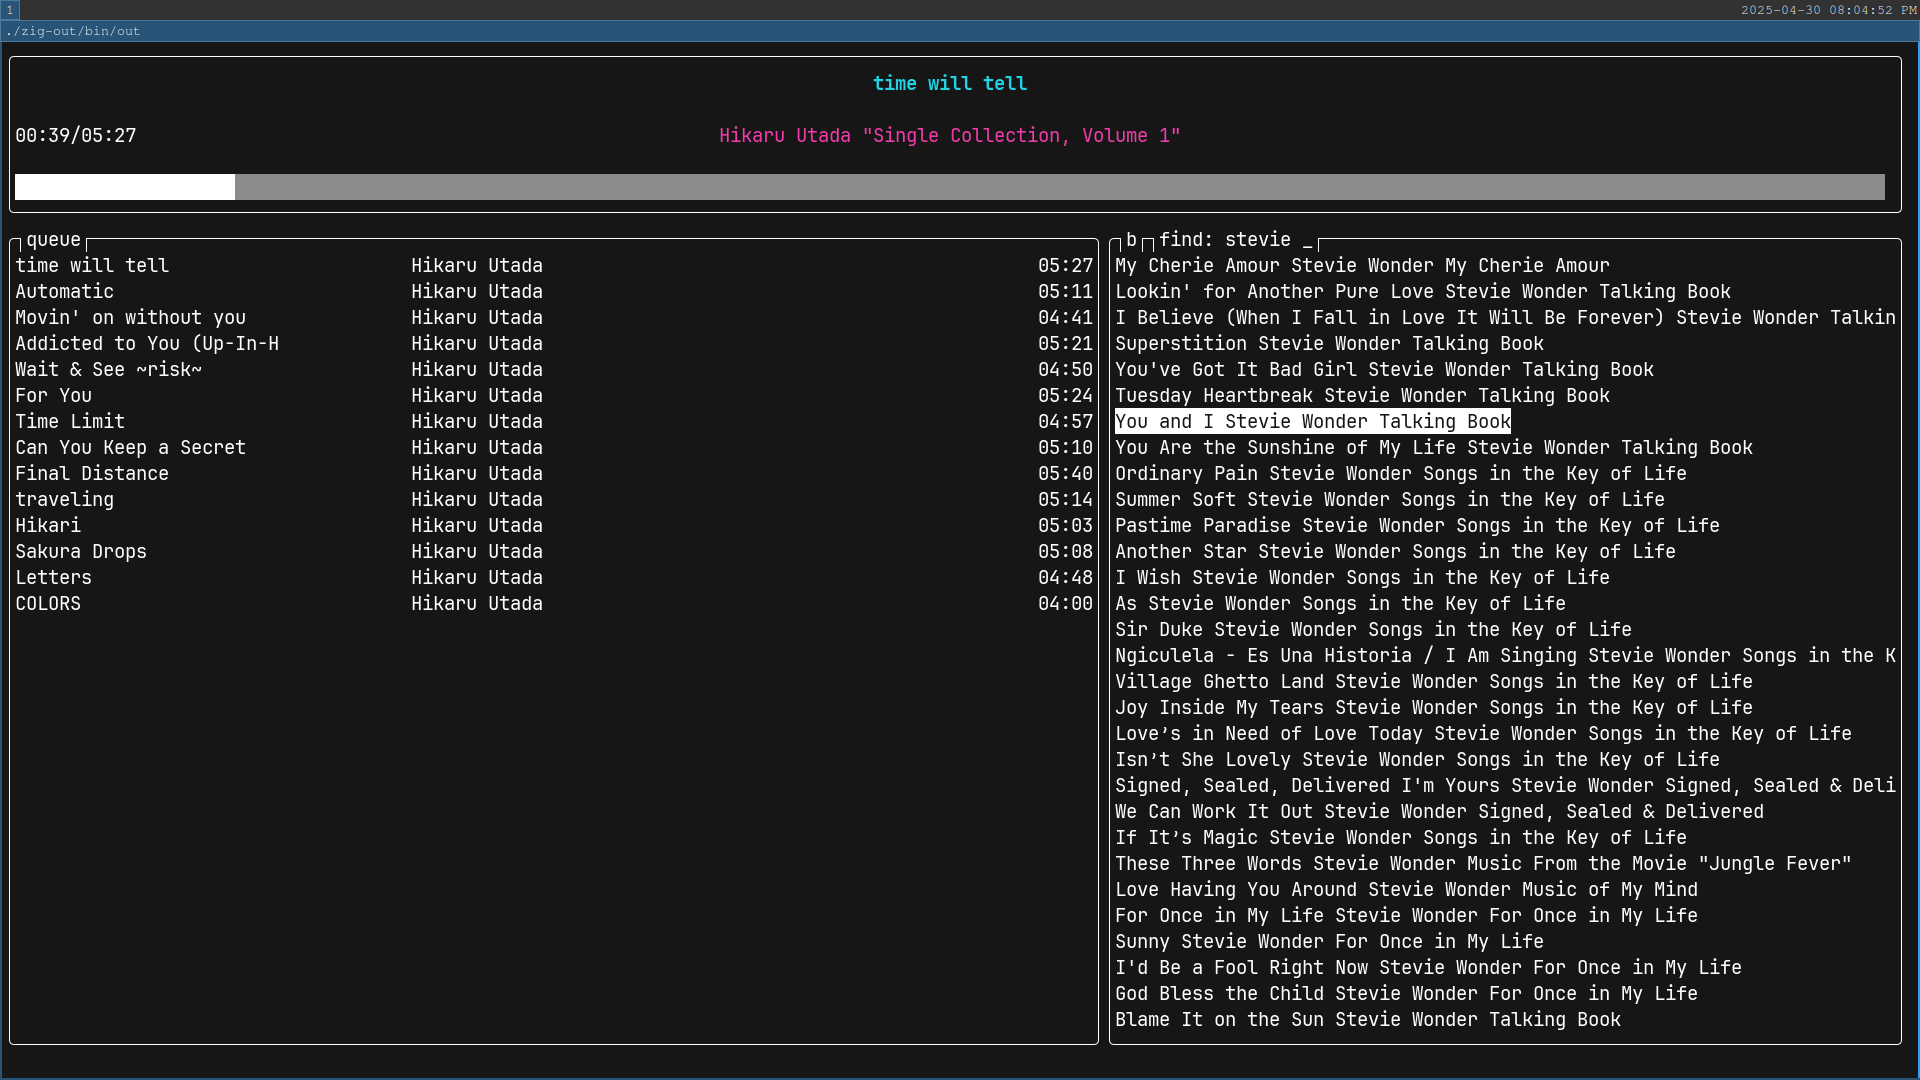 1 2025-04-30 08:04:52 PM
./zig-out/bin/out
time will tell
00:39/05:27 Hikaru Utada "Single Collection, Volume 1"
queue
time will tell Hikaru Utada 05:27
Automatic Hikaru Utada 05:11
Movin' on without you Hikaru Utada 04:41
Addicted to You (Up-In-H Hikaru Utada 05:21
Wait & See ~risk~ Hikaru Utada 04:50
For You Hikaru Utada 05:24
Time Limit Hikaru Utada 04:57
Can You Keep a Secret Hikaru Utada 05:10
Final Distance Hikaru Utada 05:40
traveling Hikaru Utada 05:14
Hikari Hikaru Utada 05:03
Sakura Drops Hikaru Utada 05:08
Letters Hikaru Utada 04:48
COLORS Hikaru Utada 04:00
b find: stevie _
My Cherie Amour Stevie Wonder My Cherie Amour
Lookin' for Another Pure Love Stevie Wonder Talking Book
I Believe (When I Fall in Love It Will Be Forever) Stevie Wonder Talkin
Superstition Stevie Wonder Talking Book
You've Got It Bad Girl Stevie Wonder Talking Book
Tuesday Heartbreak Stevie Wonder Talking Book
You and I Stevie Wonder Talking Book
You Are the Sunshine of My Life Stevie Wonder Talking Book
Ordinary Pain Stevie Wonder Songs in the Key of Life
Summer Soft Stevie Wonder Songs in the Key of Life
Pastime Paradise Stevie Wonder Songs in the Key of Life
Another Star Stevie Wonder Songs in the Key of Life
I Wish Stevie Wonder Songs in the Key of Life
As Stevie Wonder Songs in the Key of Life
Sir Duke Stevie Wonder Songs in the Key of Life
Ngiculela - Es Una Historia / I Am Singing Stevie Wonder Songs in the K
Village Ghetto Land Stevie Wonder Songs in the Key of Life
Joy Inside My Tears Stevie Wonder Songs in the Key of Life
Love’s in Need of Love Today Stevie Wonder Songs in the Key of Life
Isn’t She Lovely Stevie Wonder Songs in the Key of Life
Signed, Sealed, Delivered I'm Yours Stevie Wonder Signed, Sealed & Deli
We Can Work It Out Stevie Wonder Signed, Sealed & Delivered
If It’s Magic Stevie Wonder Songs in the Key of Life
These Three Words Stevie Wonder Music From the Movie "Jungle Fever"
Love Having You Around Stevie Wonder Music of My Mind
For Once in My Life Stevie Wonder For Once in My Life
Sunny Stevie Wonder For Once in My Life
I'd Be a Fool Right Now Stevie Wonder For Once in My Life
God Bless the Child Stevie Wonder For Once in My Life
Blame It on the Sun Stevie Wonder Talking Book